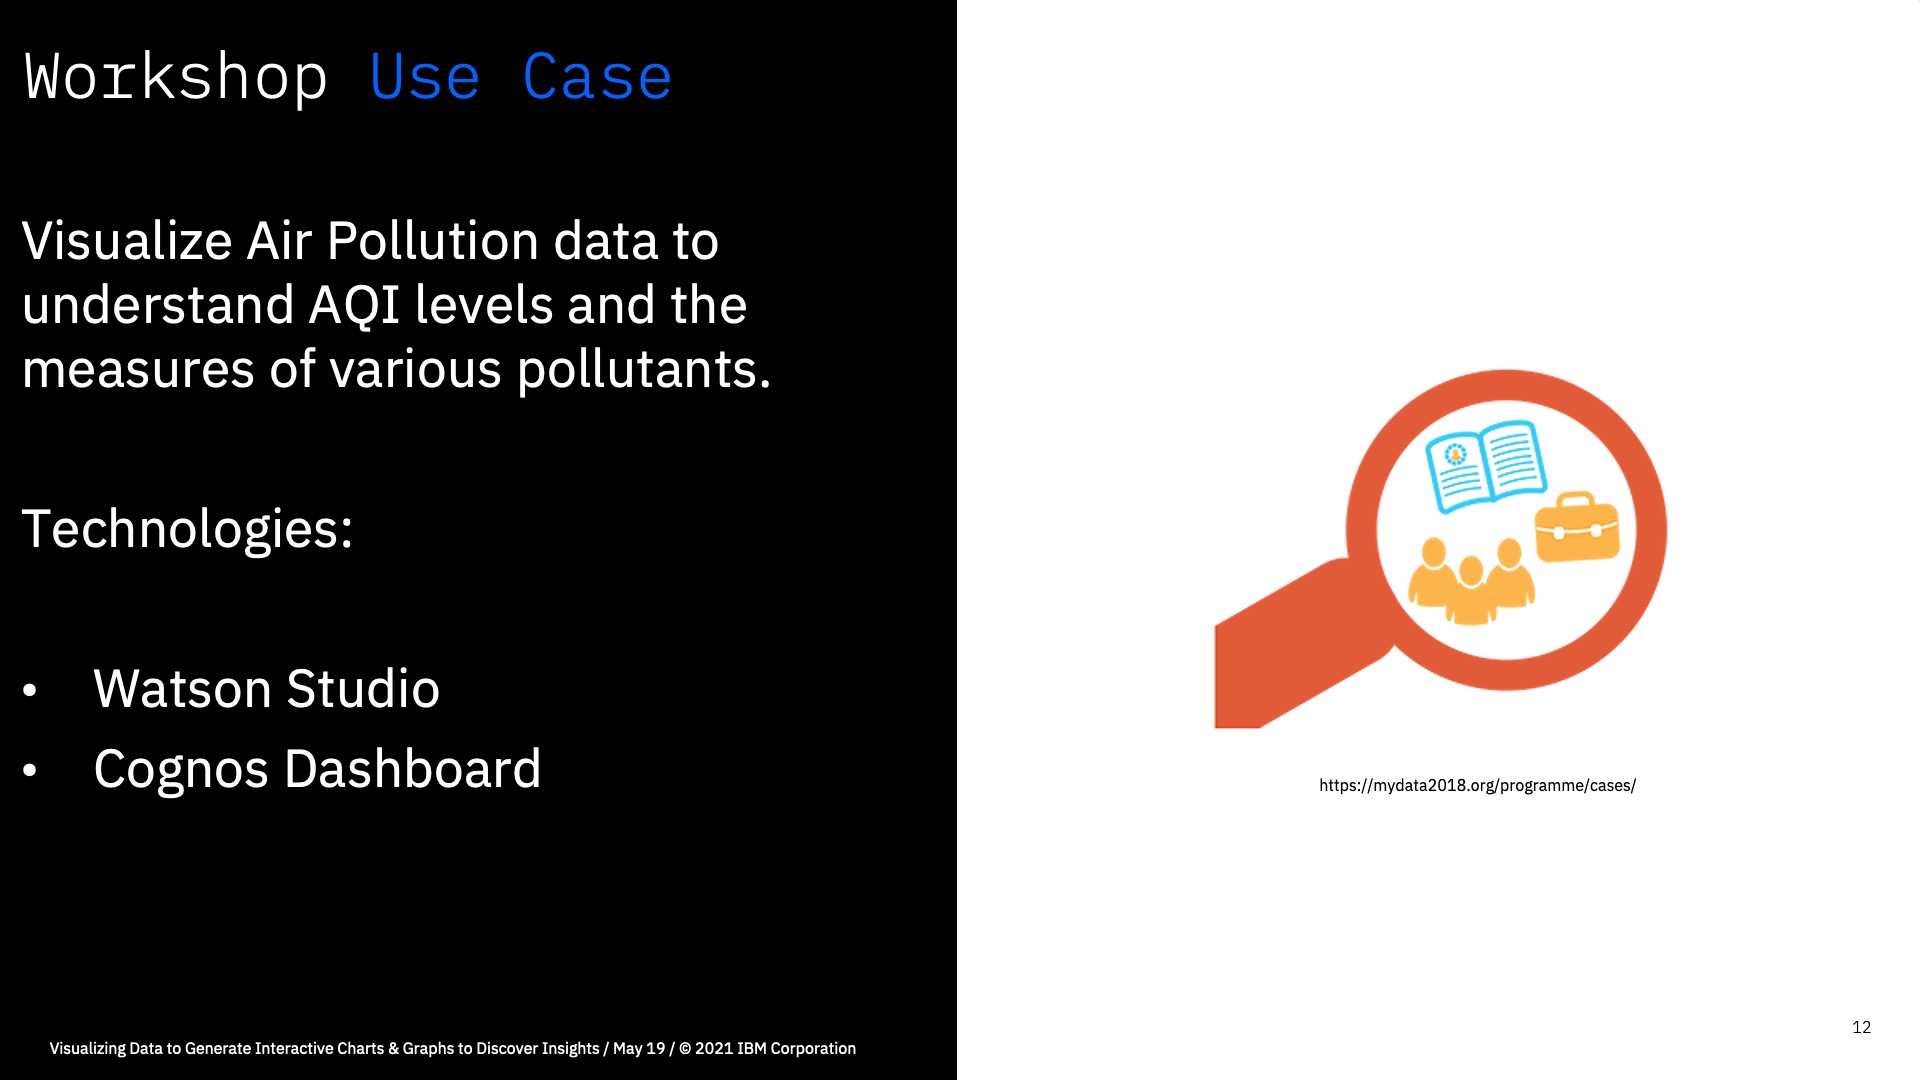 Workshop Use Case
Visualize Air Pollution data to
understand AQI levels and the
measures of various pollutants.
Technologies:
• Watson Studio
• Cognos Dashboard
https://mydata2018.org/programme/cases/
12
Visualizing Data to Generate Interactive Charts & Graphs to Discover Insights / May 19 / © 2021 IBM Corporation